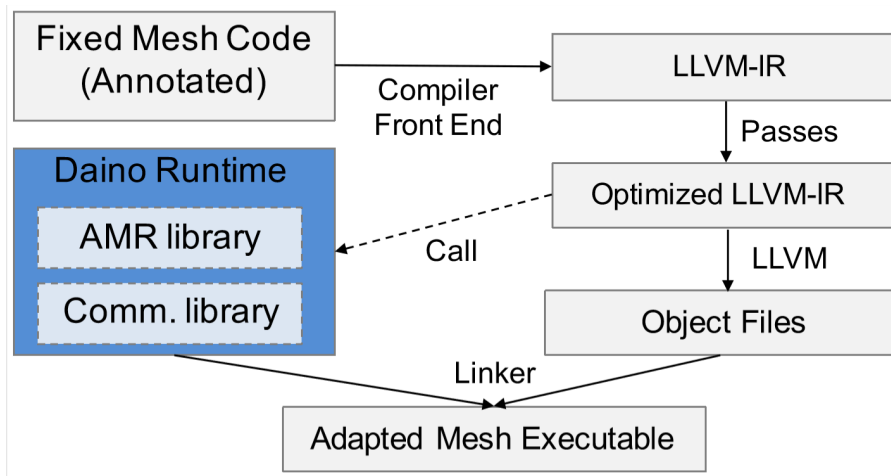 Fixed Mesh Code
(Annotated)
Compiler
Front End
LLVM-IR
Passes
Daino Runtime
AMR library
Comm. library
Call
Optimized LLVM-IR
LLVM
Object Files
Linker
Adapted Mesh Executable